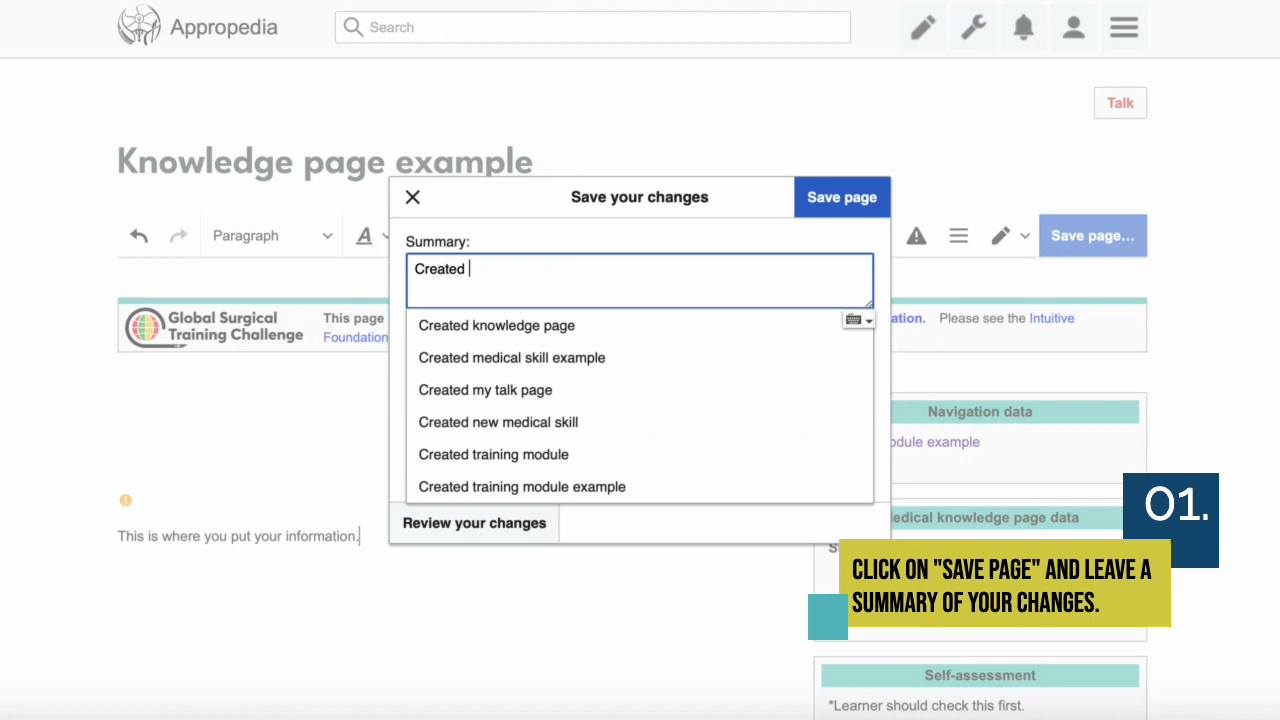 Appropedia
Search
Talk
Knowledge page example
Save your changes
Save page
Paragraph
A
Save page...
Summary:
Created
Created knowledge page
Created medical skill example
Created my talk page
Created new medical skill
Created training module
Created training module example
Review your changes
Global Surgical
Training Challenge
This page
Foundation
ation. Please see the Intuitive
Navigation data
odule example
edical knowledge page data
This is where you put your information.
S
01.
CLICK ON "SAVE PAGE" AND LEAVE A
SUMMARY OF YOUR CHANGES.
Self-assessment
*Learner should check this first.